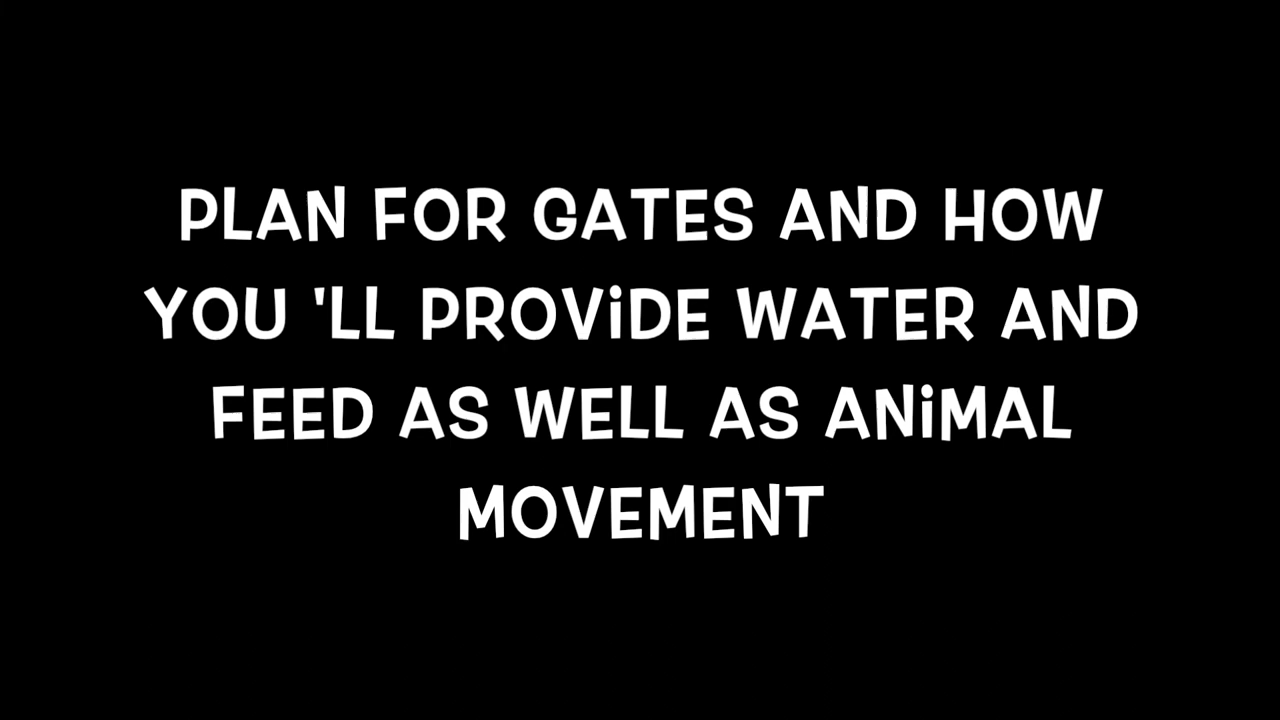 PLAN FOR GATES AND HOW
YOU 'LL PROViDE WATER AND
FEED AS WELL AS ANiMAL
MOVEMENT